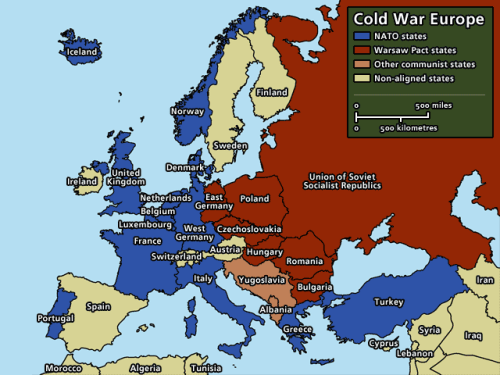 Cold War Europe
NATO states
Warsaw Pact states
Other communist states
Non-aligned states
0
500 miles
0
500 kilometres
Iceland
Finland
Norway
Sweden
Denmark
Union of Soviet
Socialist Republics
Ireland
United
Kingdom
Netherlands
East
Germany
Poland
Belgium
Luxembourg
West
Germany
Czechoslovakia
France
Switzerland
Austria
Hungary
Romania
Italy
Yugoslavia
Bulgaria
Albania
Spain
Portugal
Greece
Turkey
Iran
Syria
Iraq
Cyprus
Lebanon
Morocco
Algeria
Tunisia